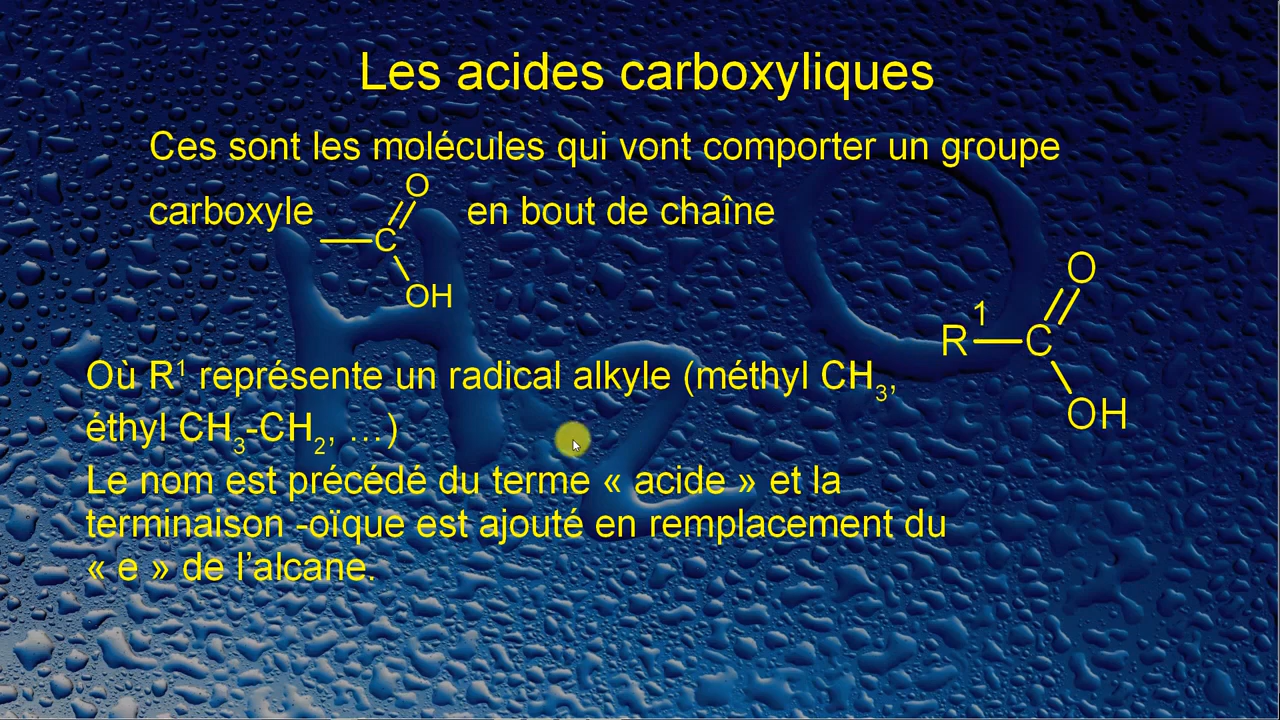 Les acides carboxyliques
Ces sont les molécules qui vont comporter un groupe
O
carboxyle en bout de chaîne
C
OH
O
R¹ C
OH
Où R¹ représente un radical alkyle (méthyl CH₃,
éthyl CH₃-CH₂, …)
Le nom est précédé du terme « acide » et la
terminaison -oïque est ajouté en remplacement du
« e » de l’alcane.
H₂O